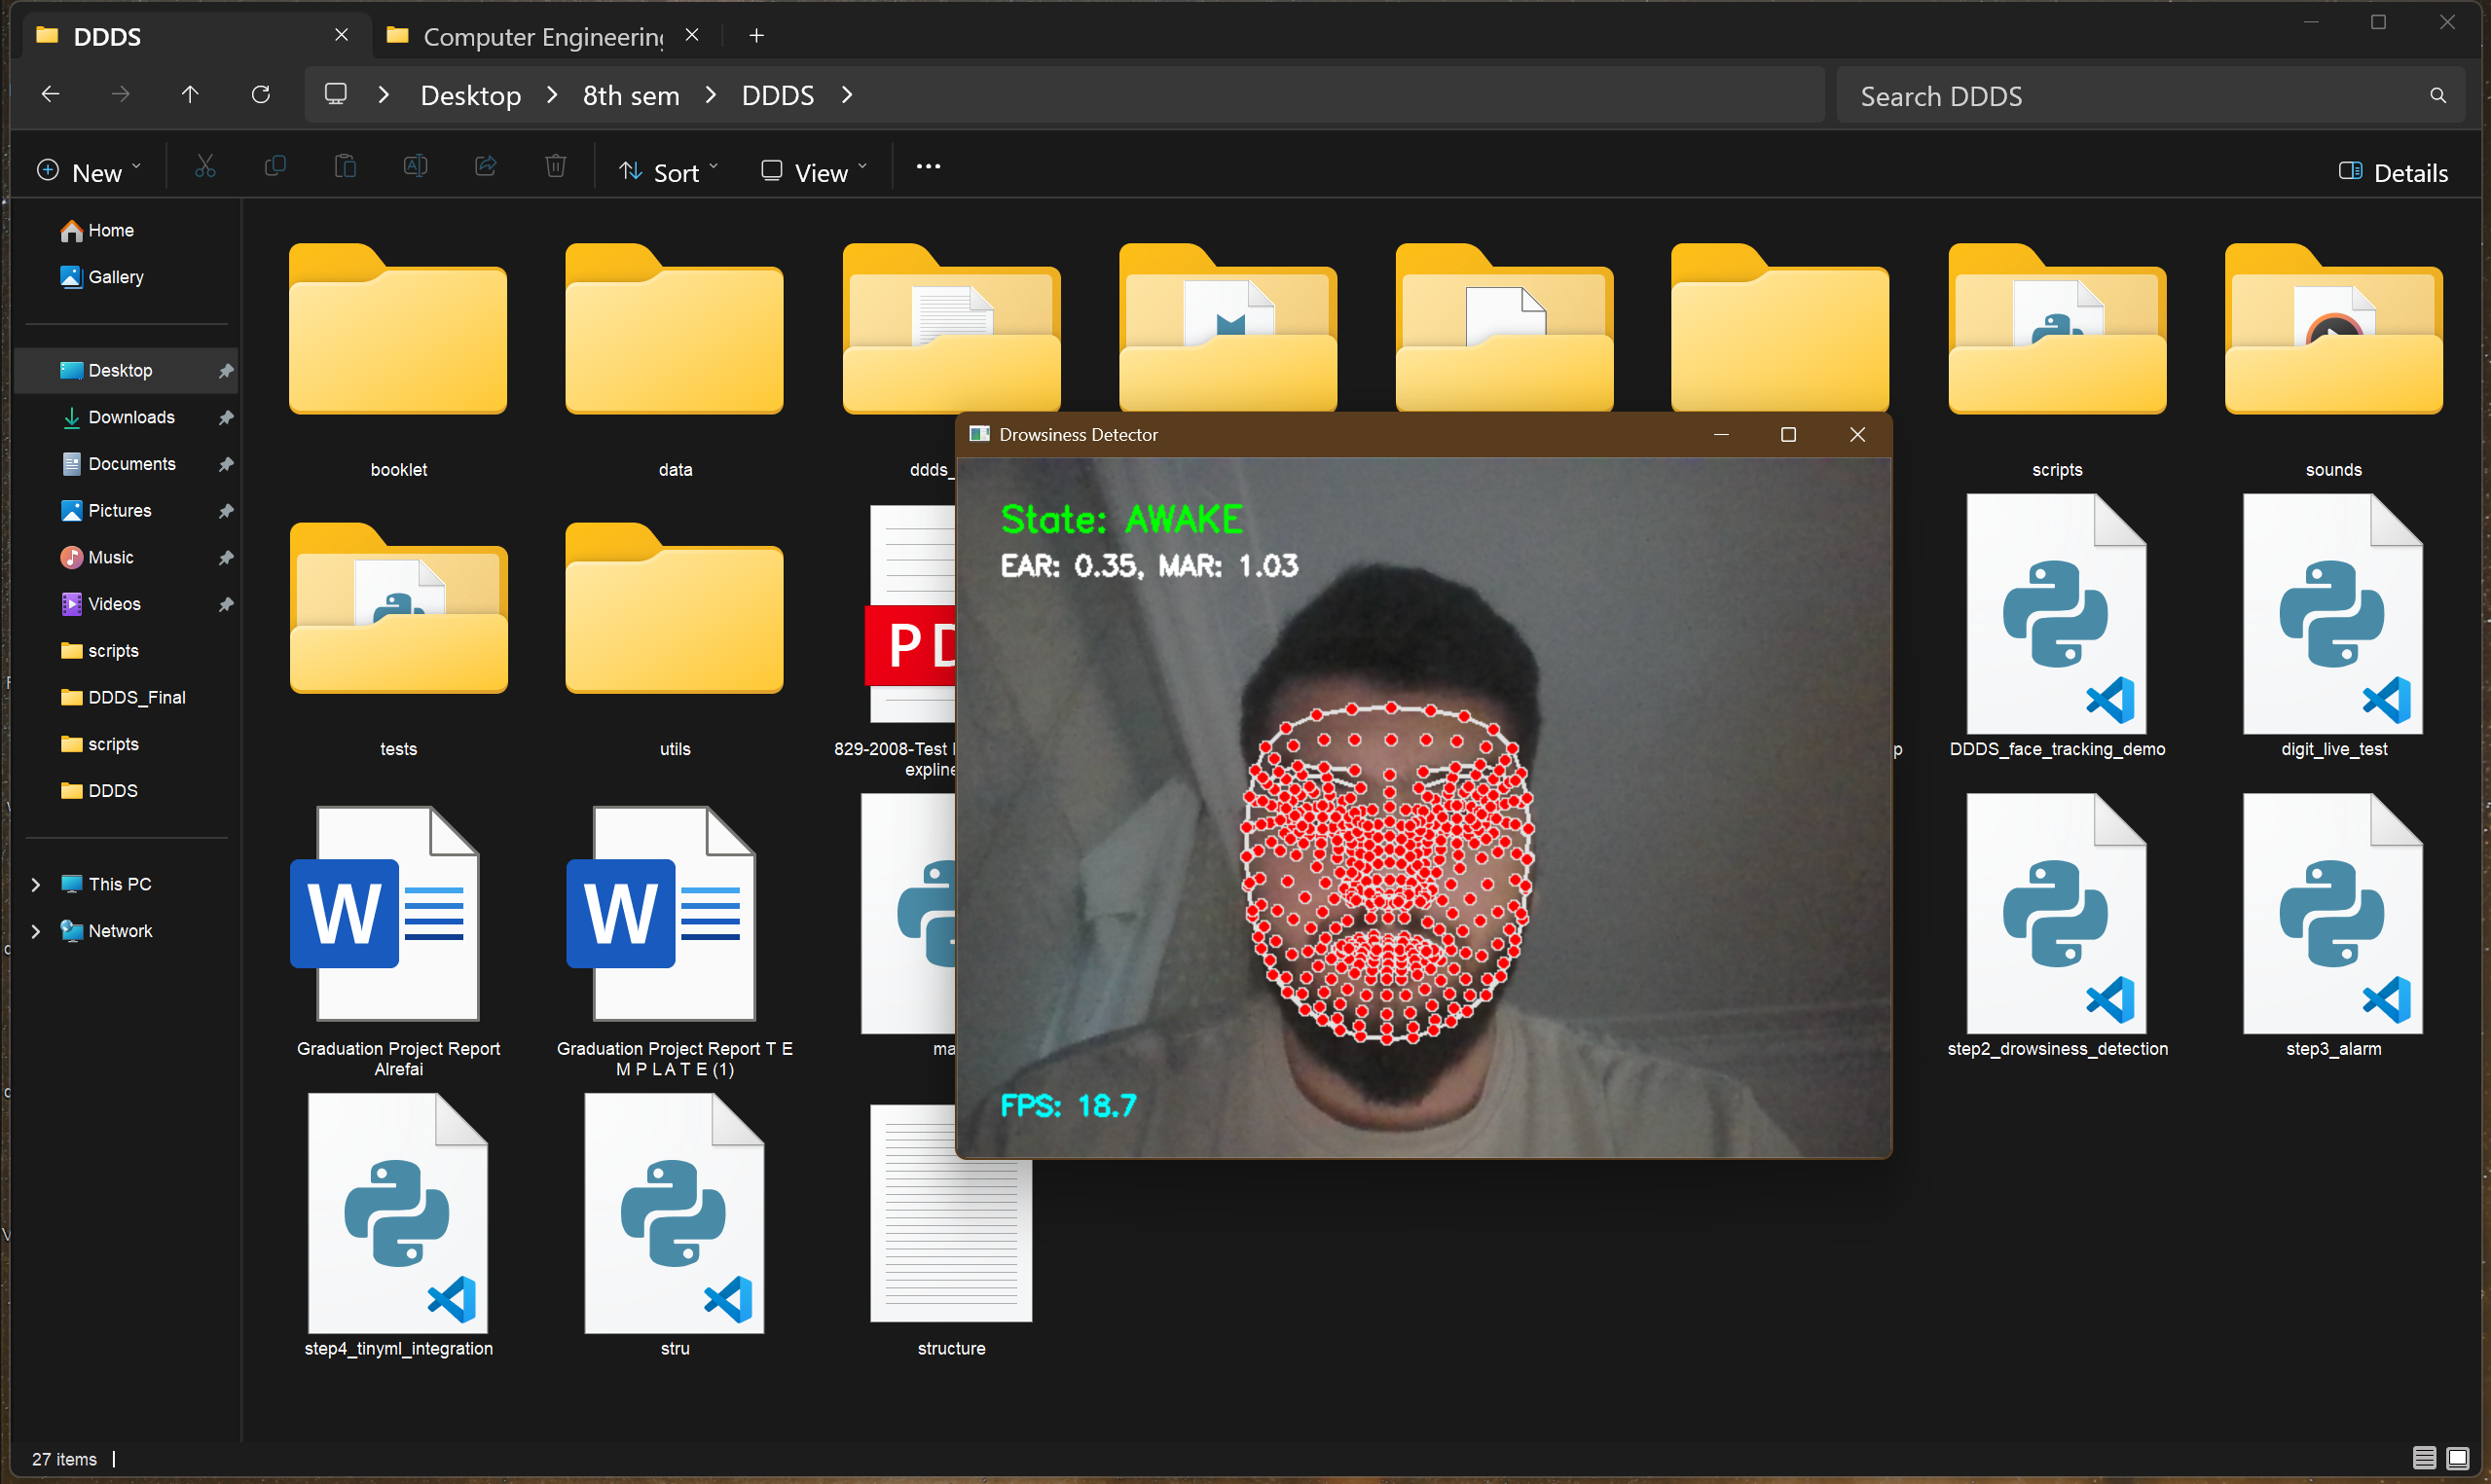 DDDS
Computer Engineering
Desktop
8th sem
DDDS
Search DDDS
New
Sort
View
Details
Home
Gallery
Desktop
Downloads
Documents
Pictures
Music
Videos
scripts
DDDS_Final
scripts
DDDS
This PC
Network
booklet
data
ddds_
scripts
sounds
Drowsiness Detector
State: AWAKE
EAR: 0.35, MAR: 1.03
FPS: 18.7
tests
utils
PD
829-2008-Test
expline
p
DDDS_face_tracking_demo
digit_live_test
W
W
Graduation Project Report
Alrefai
Graduation Project Report T E
M P L A T E (1)
ma
step2_drowsiness_detection
step3_alarm
step4_tinyml_integration
stru
structure
27 items